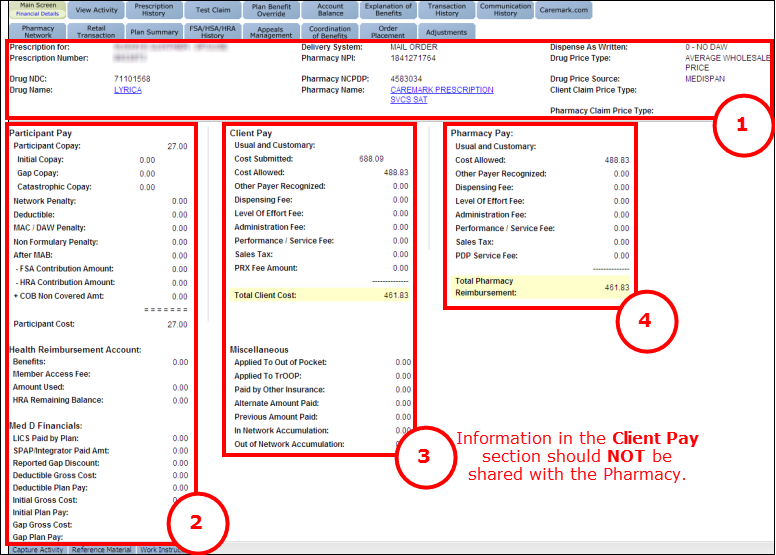 Main Screen
Financial Details
View Activity
Prescription History
Test Claim
Plan Benefit Override
Account Balance
Explanation of Benefits
Transaction History
Communication History
Caremark.com
Pharmacy Network
Retail Transaction
Plan Summary
FSA/HSA/HRA History
Appeals Management
Coordination of Benefits
Order Placement
Adjustments
Prescription for:
Delivery System: MAIL ORDER
Dispense As Written: 0 - NO DAW
Prescription Number:
Pharmacy NPI: 1841271764
Drug Price Type: AVERAGE WHOLESALE
PRICE
Drug NDC: 71101568
Pharmacy NCPDP: 4583034
Drug Price Source: MEDISPAN
Drug Name: LYRICA
Pharmacy Name: CAREMARK PRESCRIPTION
SVCS SAT
Client Claim Price Type:
Pharmacy Claim Price Type:
1
Participant Pay
Participant Copay: 27.00
Initial Copay: 0.00
Gap Copay: 0.00
Catastrophic Copay: 0.00
Network Penalty: 0.00
Deductible: 0.00
MAC / DAW Penalty: 0.00
Non Formulary Penalty: 0.00
After MAB: 0.00
- FSA Contribution Amount: 0.00
- HRA Contribution Amount: 0.00
+ COB Non Covered Amt: 0.00
=======
Participant Cost: 27.00
Health Reimbursement Account:
Benefits: 0.00
Member Access Fee:
Amount Used: 0.00
HRA Remaining Balance: 0.00
Med D Financials:
LICS Paid by Plan: 0.00
SPAP/Integrator Paid Amt: 0.00
Reported Gap Discount: 0.00
Deductible Gross Cost: 0.00
Deductible Plan Pay: 0.00
Initial Gross Cost:
Initial Plan Pay:
Gap Gross Cost:
Gap Plan Pay:
2
Client Pay
Usual and Customary:
Cost Submitted: 688.09
Cost Allowed: 488.83
Other Payer Recognized: 0.00
Dispensing Fee: 0.00
Level Of Effort Fee: 0.00
Administration Fee: 0.00
Performance / Service Fee: 0.00
Sales Tax: 0.00
PRX Fee Amount: 0.00
--------------
Total Client Cost: 461.83
Miscellaneous
Applied To Out of Pocket: 0.00
Applied To TrOOP: 0.00
Paid by Other Insurance: 0.00
Alternate Amount Paid: 0.00
Previous Amount Paid: 0.00
In Network Accumulation: 0.00
Out of Network Accumulation:
3
Pharmacy Pay:
Usual and Customary:
Cost Allowed: 488.83
Other Payer Recognized: 0.00
Dispensing Fee: 0.00
Level Of Effort Fee: 0.00
Administration Fee: 0.00
Performance / Service Fee: 0.00
Sales Tax: 0.00
PDP Service Fee: 0.00
--------------
Total Pharmacy
Reimbursement: 461.83
4
Information in the Client Pay
section should NOT be
shared with the Pharmacy.
Capture Activity
Reference Material
Work